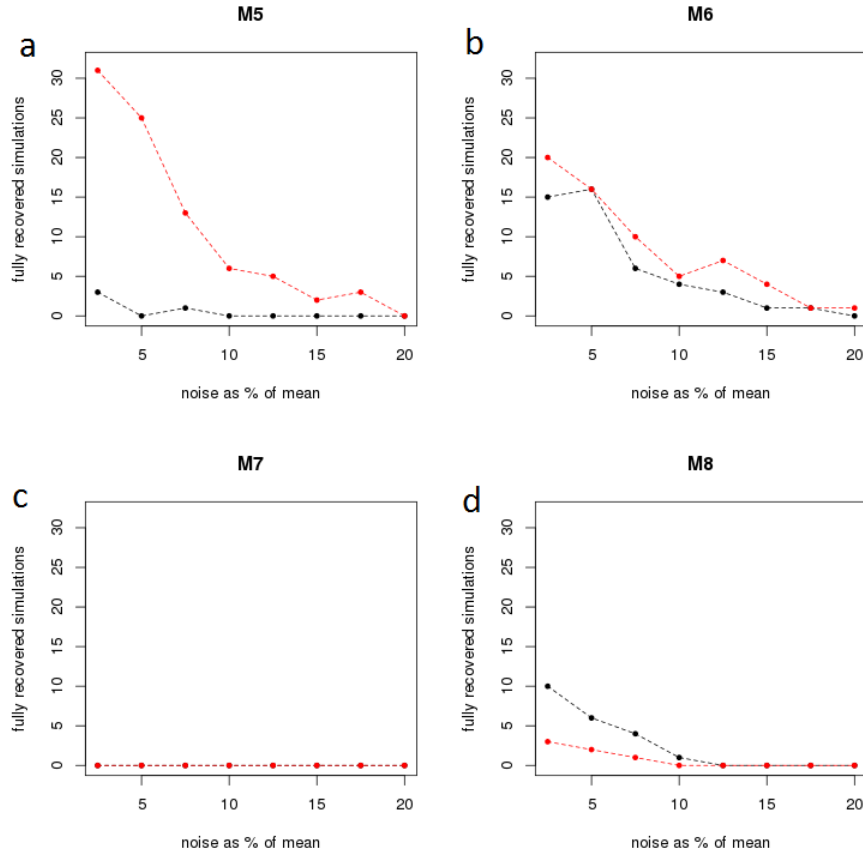 M5
a
fully recovered simulations
0 5 10 15 20 25 30
5 10 15 20
noise as % of mean
M6
b
fully recovered simulations
0 5 10 15 20 25 30
5 10 15 20
noise as % of mean
M7
c
fully recovered simulations
0 5 10 15 20 25 30
5 10 15 20
noise as % of mean
M8
d
fully recovered simulations
0 5 10 15 20 25 30
5 10 15 20
noise as % of mean